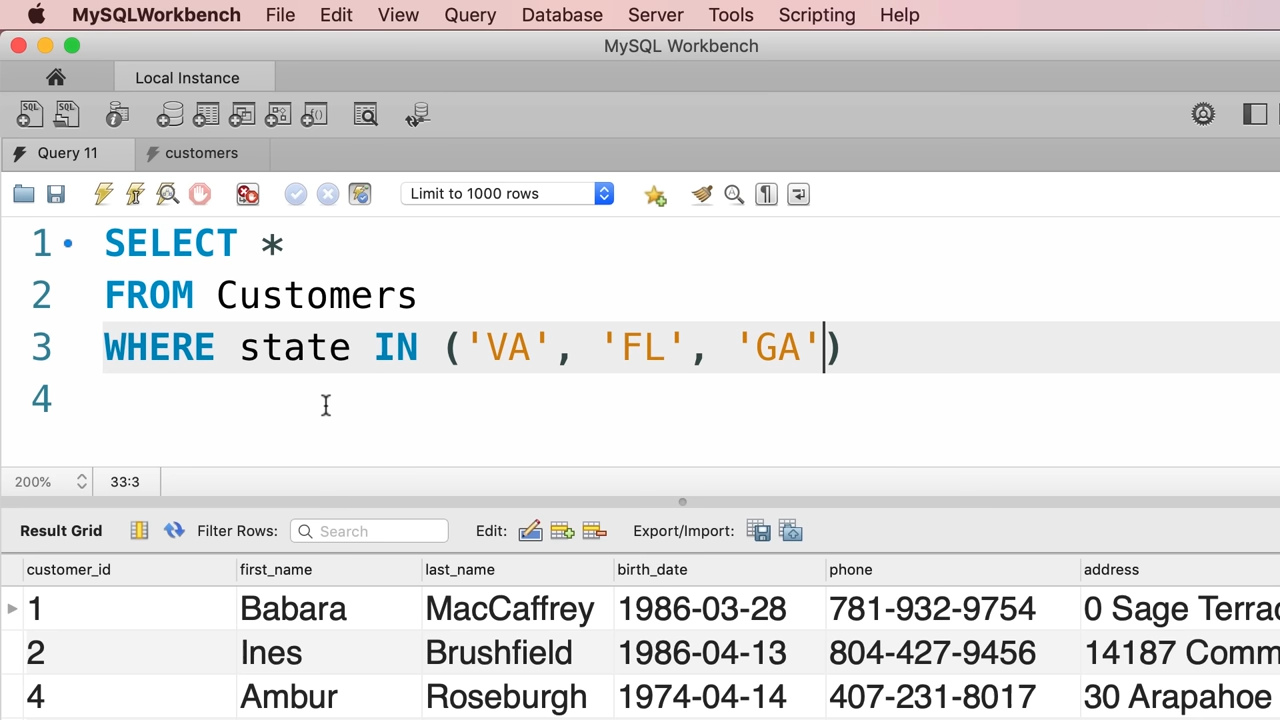 MySQLWorkbench File Edit View Query Database Server Tools Scripting Help
MySQL Workbench
Local Instance
SQL SQL
Query 11 customers
Limit to 1000 rows
1 SELECT *
2 FROM Customers
3 WHERE state IN ('VA', 'FL', 'GA')
4
200% 33:3
Result Grid Filter Rows: Search Edit: Export/Import:
customer_id first_name last_name birth_date phone address
1 Babara MacCaffrey 1986-03-28 781-932-9754 0 Sage Terrac
2 Ines Brushfield 1986-04-13 804-427-9456 14187 Comm
4 Ambur Roseburgh 1974-04-14 407-231-8017 30 Arapahoe